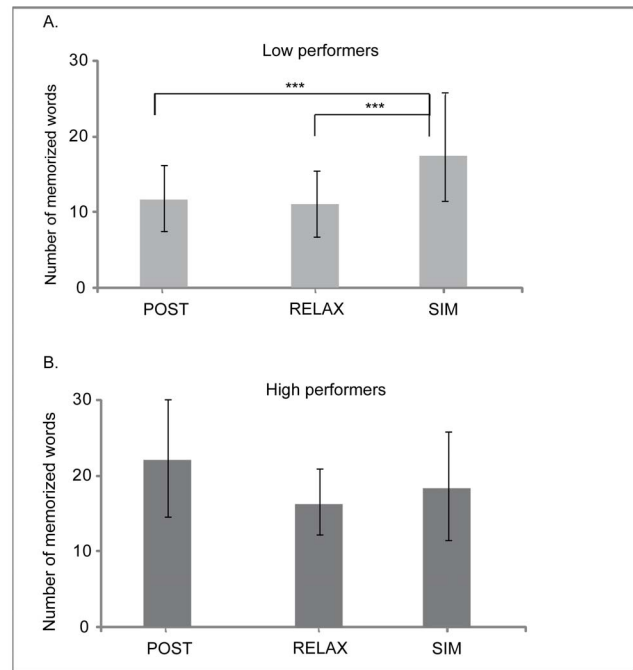 A.
Low performers
Number of memorized words
30
20
10
0
***
***
POST RELAX SIM
B.
High performers
Number of memorized words
30
20
10
0
POST RELAX SIM